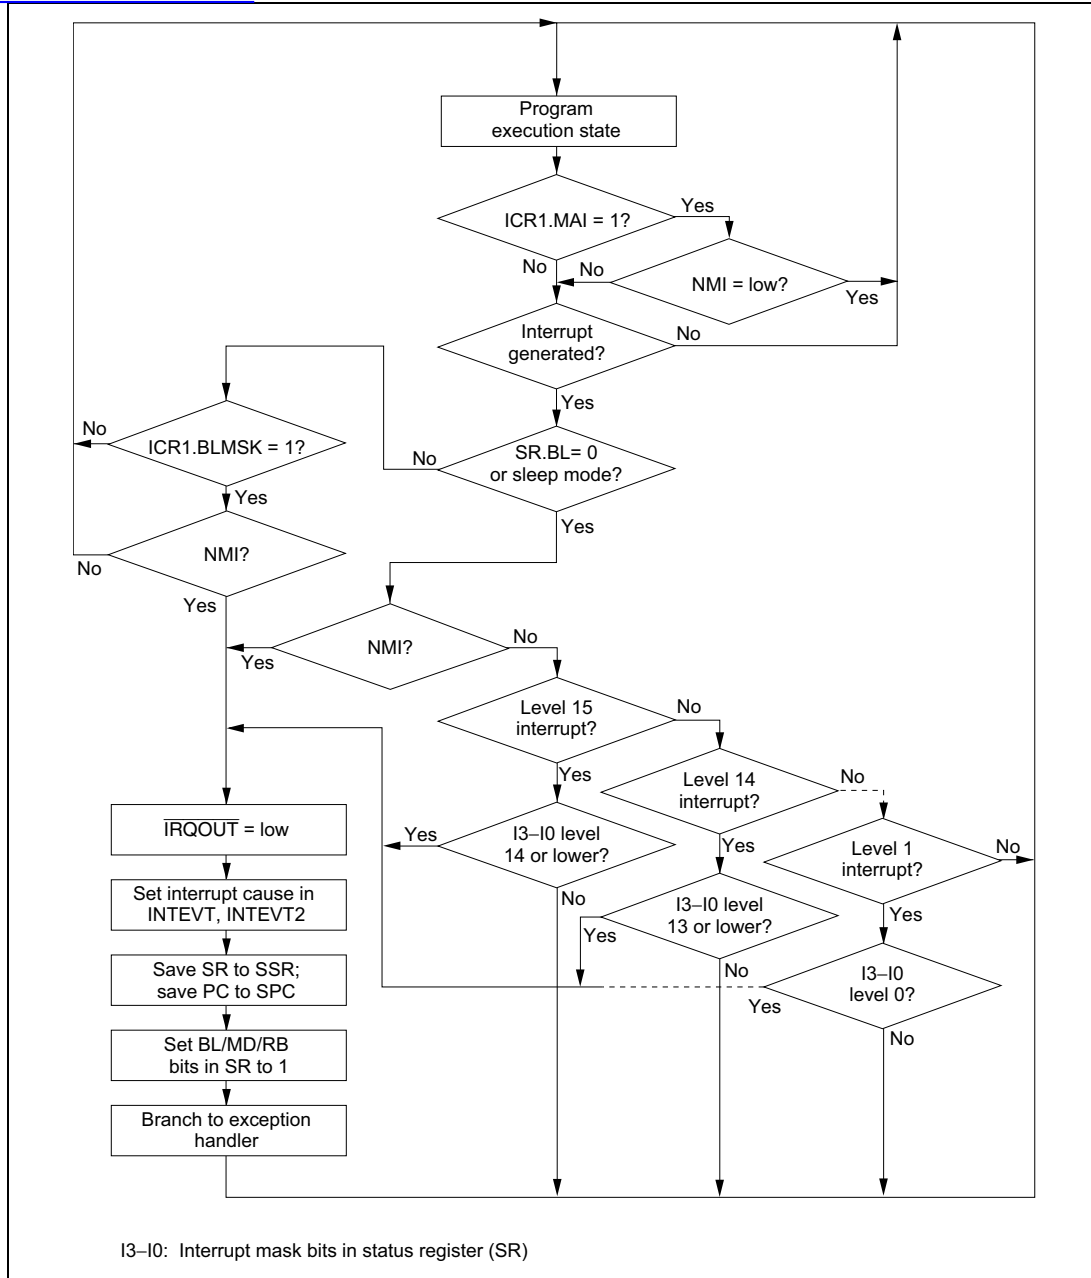 Program
execution state
ICR1.MAI = 1?
Yes
No
No
NMI = low?
Yes
Interrupt
generated?
No
Yes
No
ICR1.BLMSK = 1?
No
SR.BL= 0
or sleep mode?
Yes
Yes
NMI?
No
Yes
NMI?
No
Yes
Level 15
interrupt?
No
Yes
Level 14
interrupt?
No
IRQOUT = low
Yes
I3–I0 level
14 or lower?
Yes
Level 1
interrupt?
No
Set interrupt cause in
INTEVT, INTEVT2
No
I3–I0 level
13 or lower?
Yes
Yes
Save SR to SSR;
save PC to SPC
No
I3–I0
level 0?
Yes
No
Set BL/MD/RB
bits in SR to 1
Branch to exception
handler
I3–I0: Interrupt mask bits in status register (SR)